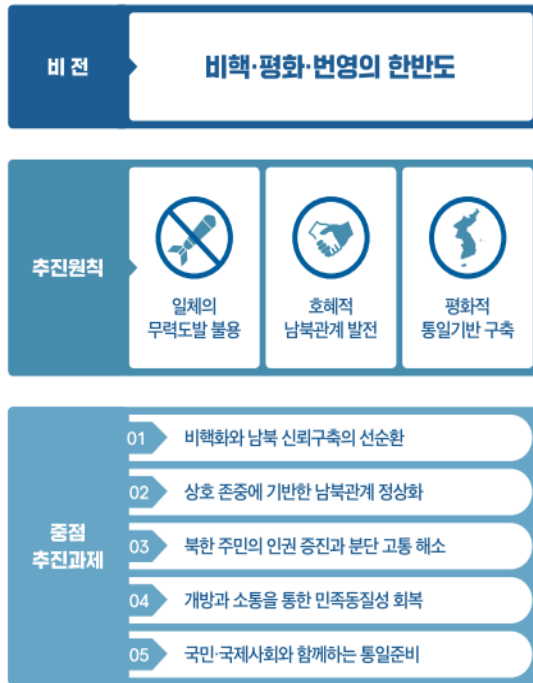 비 전
비핵·평화·번영의 한반도
추진원칙
일체의
무력도발 불용
호혜적
남북관계 발전
평화적
통일기반 구축
중점
추진과제
01 비핵화와 남북 신뢰구축의 선순환
02 상호 존중에 기반한 남북관계 정상화
03 북한 주민의 인권 증진과 분단 고통 해소
04 개방과 소통을 통한 민족동질성 회복
05 국민·국제사회와 함께하는 통일준비